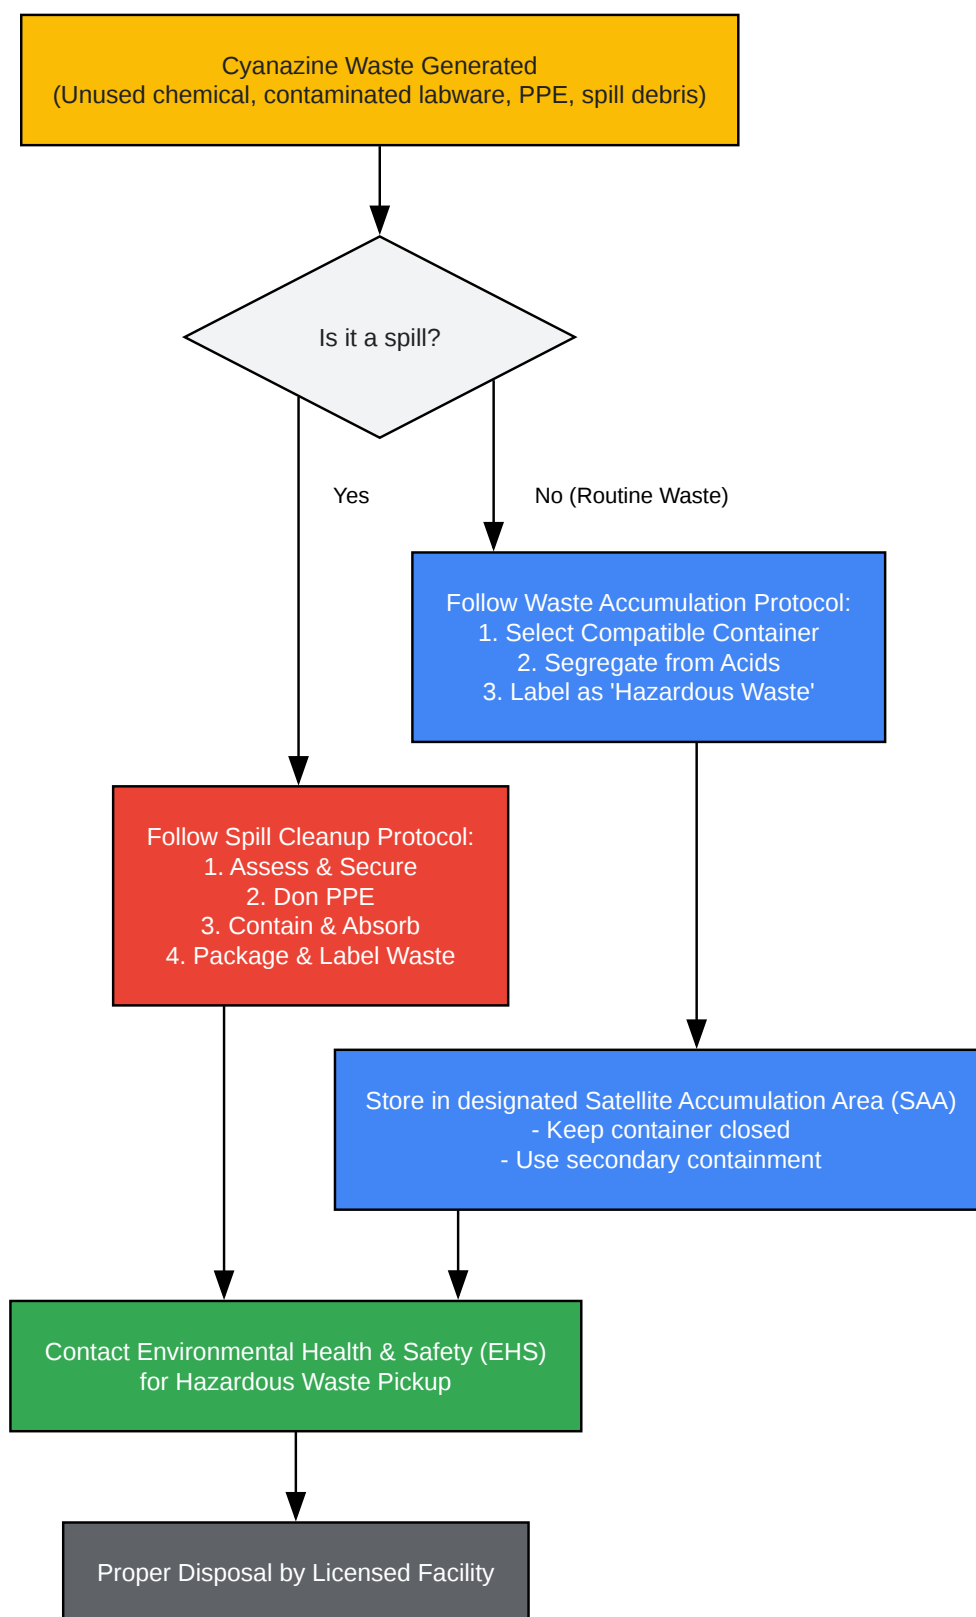 Cyanazine Waste Generated
(Unused chemical, contaminated labware, PPE, spill debris)
Is it a spill?
Yes
No (Routine Waste)
Follow Waste Accumulation Protocol:
1. Select Compatible Container
2. Segregate from Acids
3. Label as 'Hazardous Waste'
Follow Spill Cleanup Protocol:
1. Assess & Secure
2. Don PPE
3. Contain & Absorb
4. Package & Label Waste
Store in designated Satellite Accumulation Area (SAA)
- Keep container closed
- Use secondary containment
Contact Environmental Health & Safety (EHS)
for Hazardous Waste Pickup
Proper Disposal by Licensed Facility